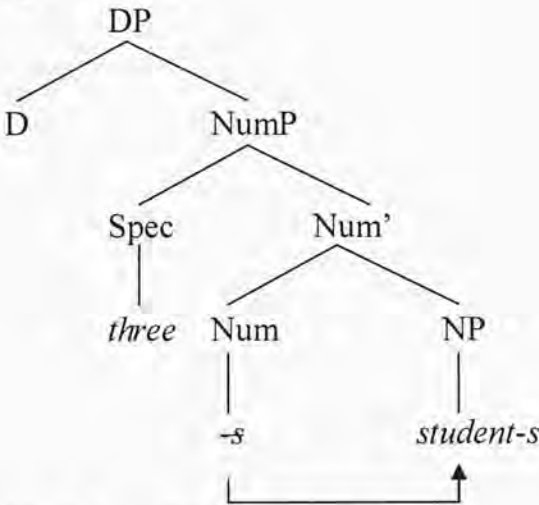 DP
D NumP
Spec Num’
three Num NP
-s student-s